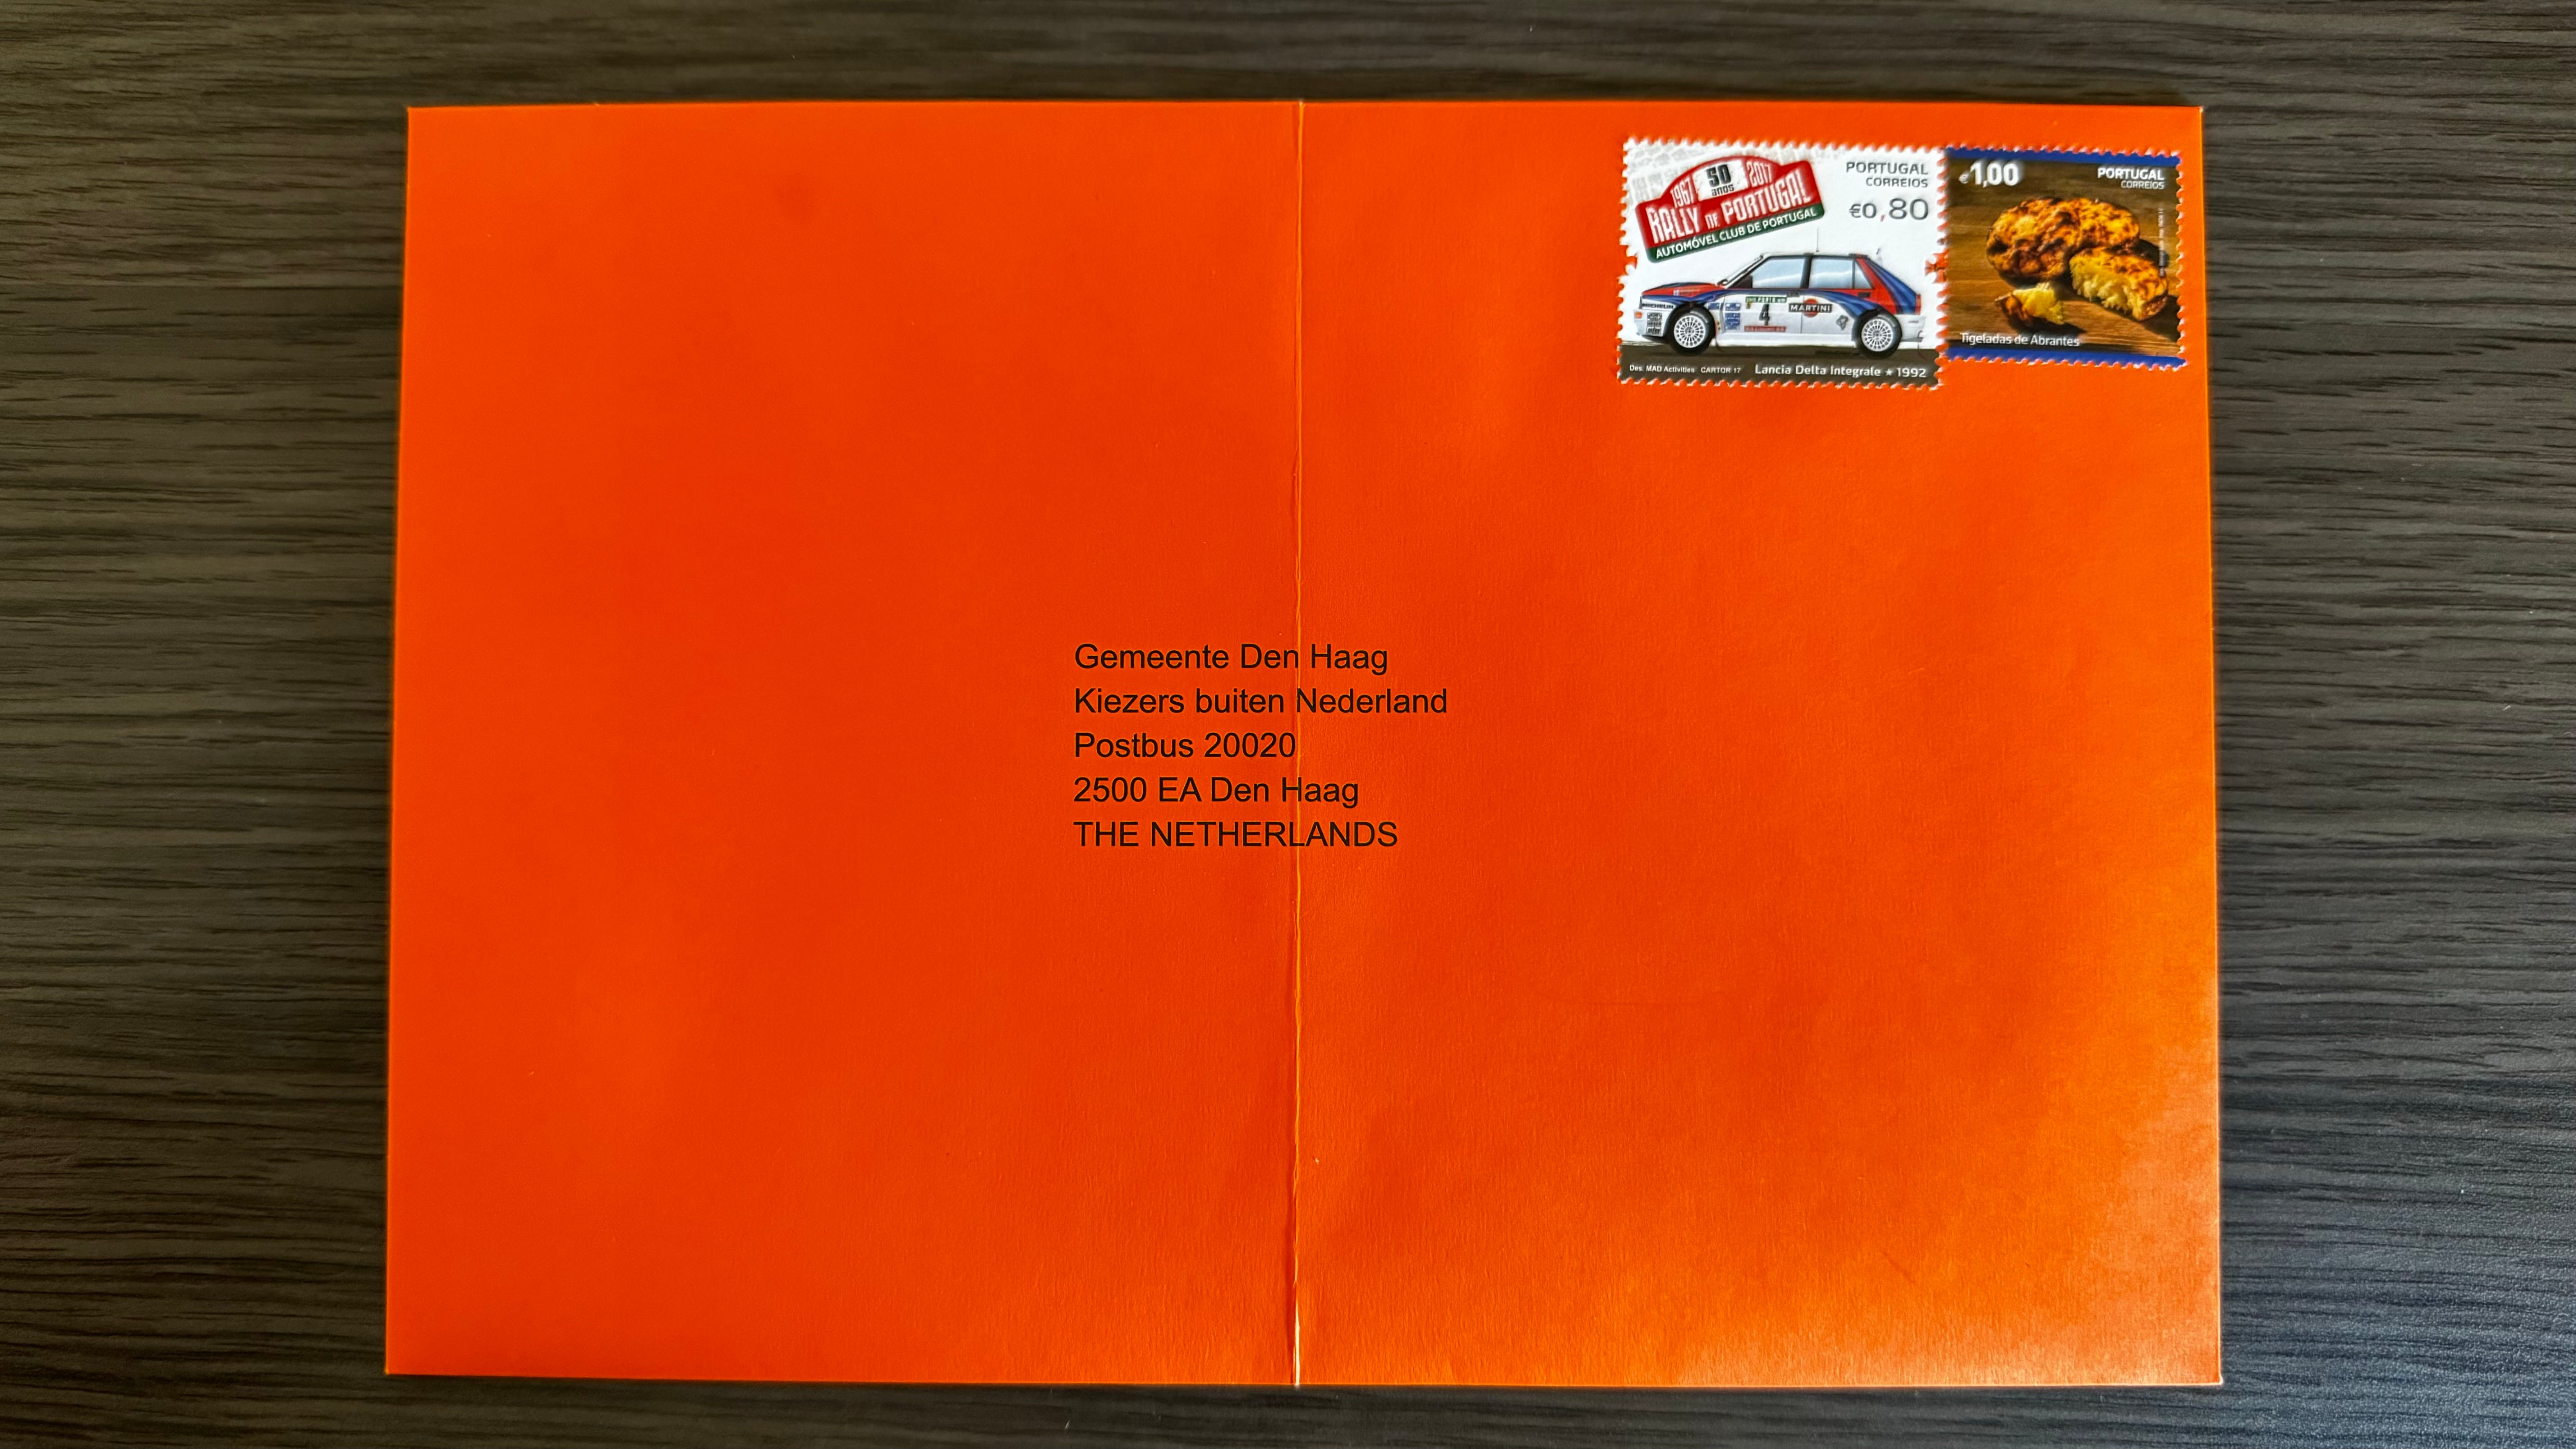 1967 50 anos 2017
RALLY DE PORTUGAL
AUTOMÓVEL CLUB DE PORTUGAL
PORTUGAL
CORREIOS
€0,80
4
MARTINI
Des: MAD Activities CARTOR 17 Lancia Delta Integrale ★ 1992
€1,00
PORTUGAL
CORREIOS
Tigeladas de Abrantes
Gemeente Den Haag
Kiezers buiten Nederland
Postbus 20020
2500 EA Den Haag
THE NETHERLANDS